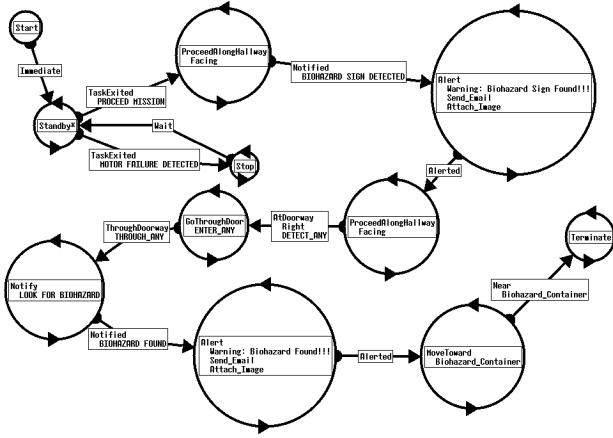 Start
Immediate
Standby*
TaskExited
PROCEED MISSION
ProceedAlongHallway
Facing
Notified
BIOHAZARD SIGN DETECTED
Alert
Warning: Biohazard Sign Found!!!
Send_Email
Attach_Image
Wait
TaskExited
MOTOR FAILURE DETECTED
Stop
Alerted
ProceedAlongHallway
Facing
AtDoorway
Right
DETECT_ANY
GoThroughDoor
ENTER_ANY
ThroughDoorway
THROUGH_ANY
Notify
LOOK FOR BIOHAZARD
Notified
BIOHAZARD FOUND
Alert
Warning: Biohazard Found!!!
Send_Email
Attach_Image
Alerted
MoveToward
Biohazard_Container
Near
Biohazard_Container
Terminate